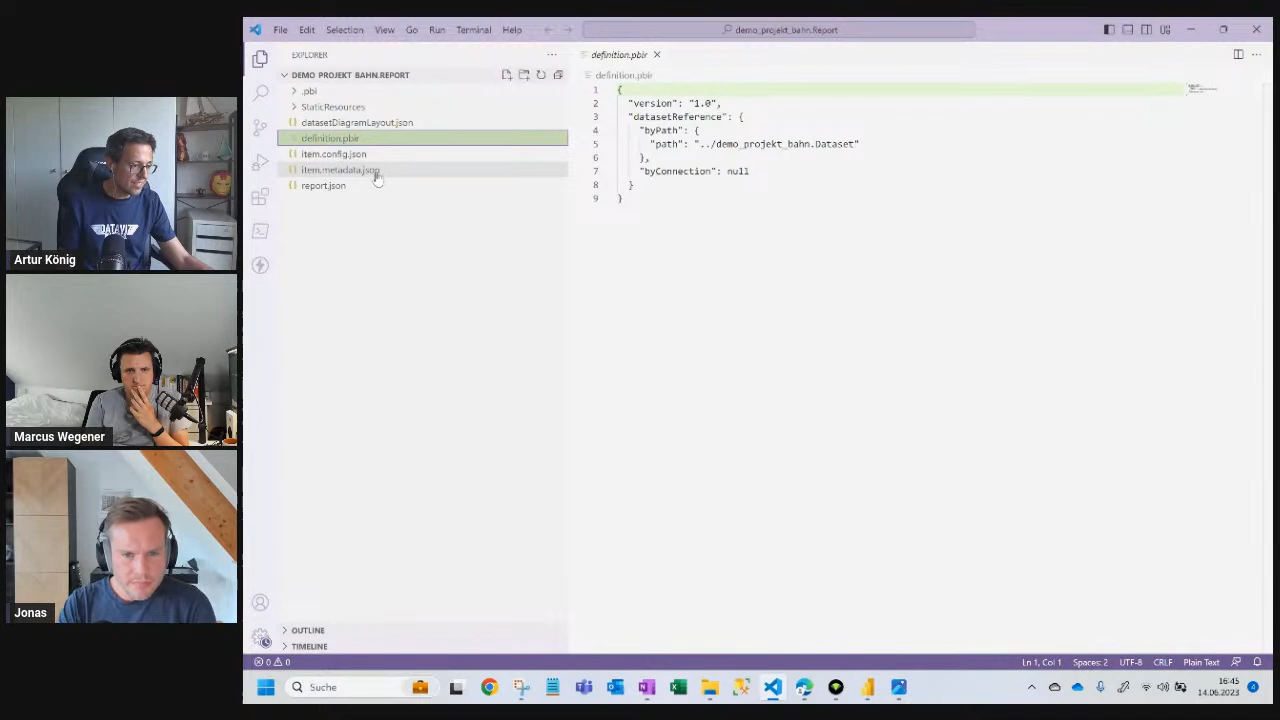 File Edit Selection View Go Run Terminal Help
demo_projekt_bahn.Report
EXPLORER
DEMO PROJEKT BAHN.REPORT
.pbi
StaticResources
datasetDiagramLayout.json
definition.pbir
item.config.json
item.metadata.json
report.json
OUTLINE
TIMELINE
definition.pbir
definition.pbir
1 {
2 "version": "1.0",
3 "datasetReference": {
4 "byPath": {
5 "path": "../demo_projekt_bahn.Dataset"
6 },
7 "byConnection": null
8 }
9 }
DATAVIZ
Artur König
Marcus Wegener
Jonas
0 0
Ln 1, Col 1 Spaces: 2 UTF-8 CRLF Plain Text
Suche
16:45
14.06.2023
4